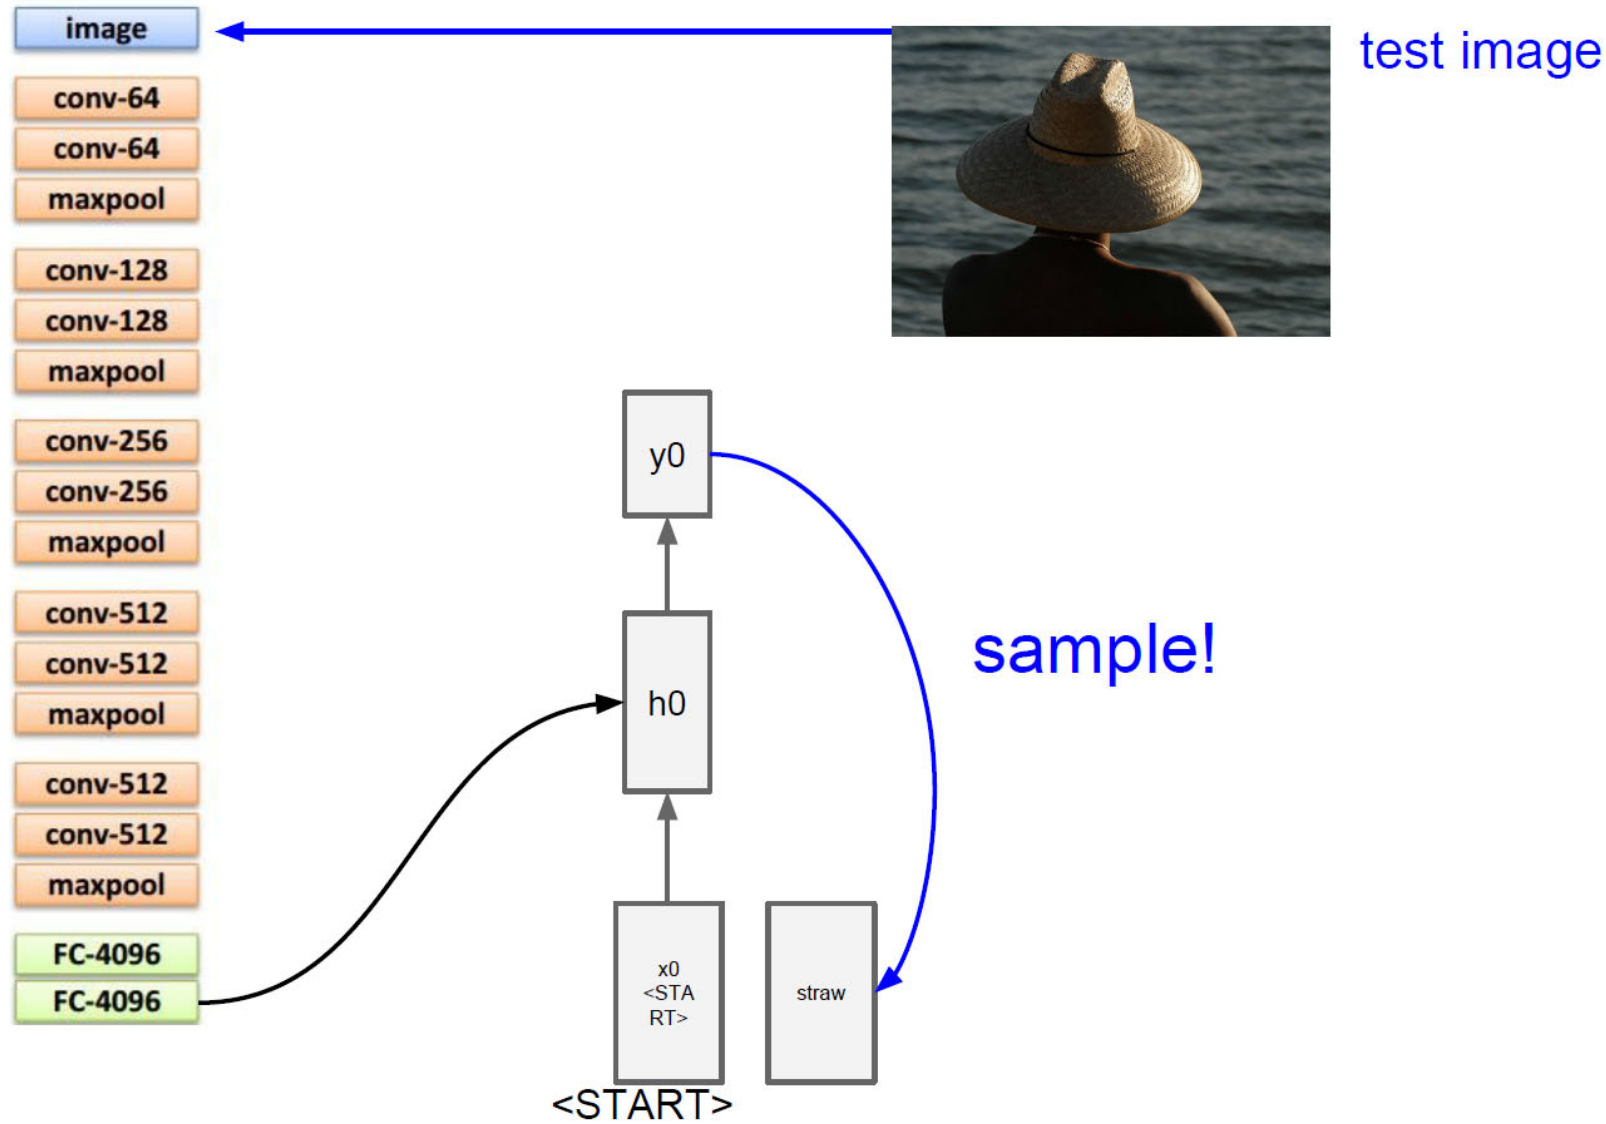 image
conv-64
conv-64
maxpool
conv-128
conv-128
maxpool
conv-256
conv-256
maxpool
conv-512
conv-512
maxpool
conv-512
conv-512
maxpool
FC-4096
FC-4096
test image
y0
h0
sample!
x0
<STA
RT>
straw
<START>